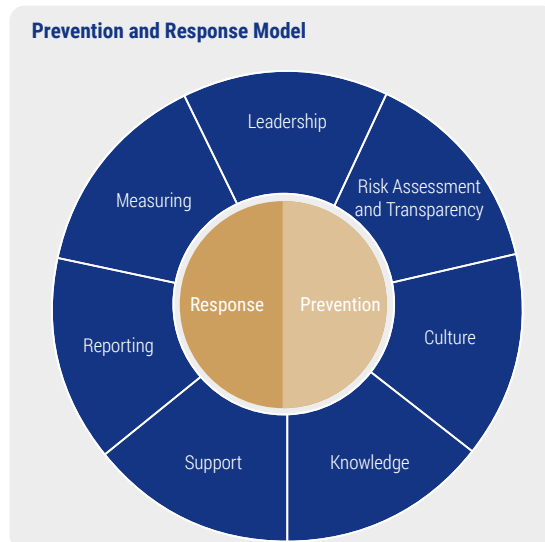 Prevention and Response Model
Leadership
Risk Assessment
and Transparency
Culture
Knowledge
Support
Reporting
Measuring
Response
Prevention